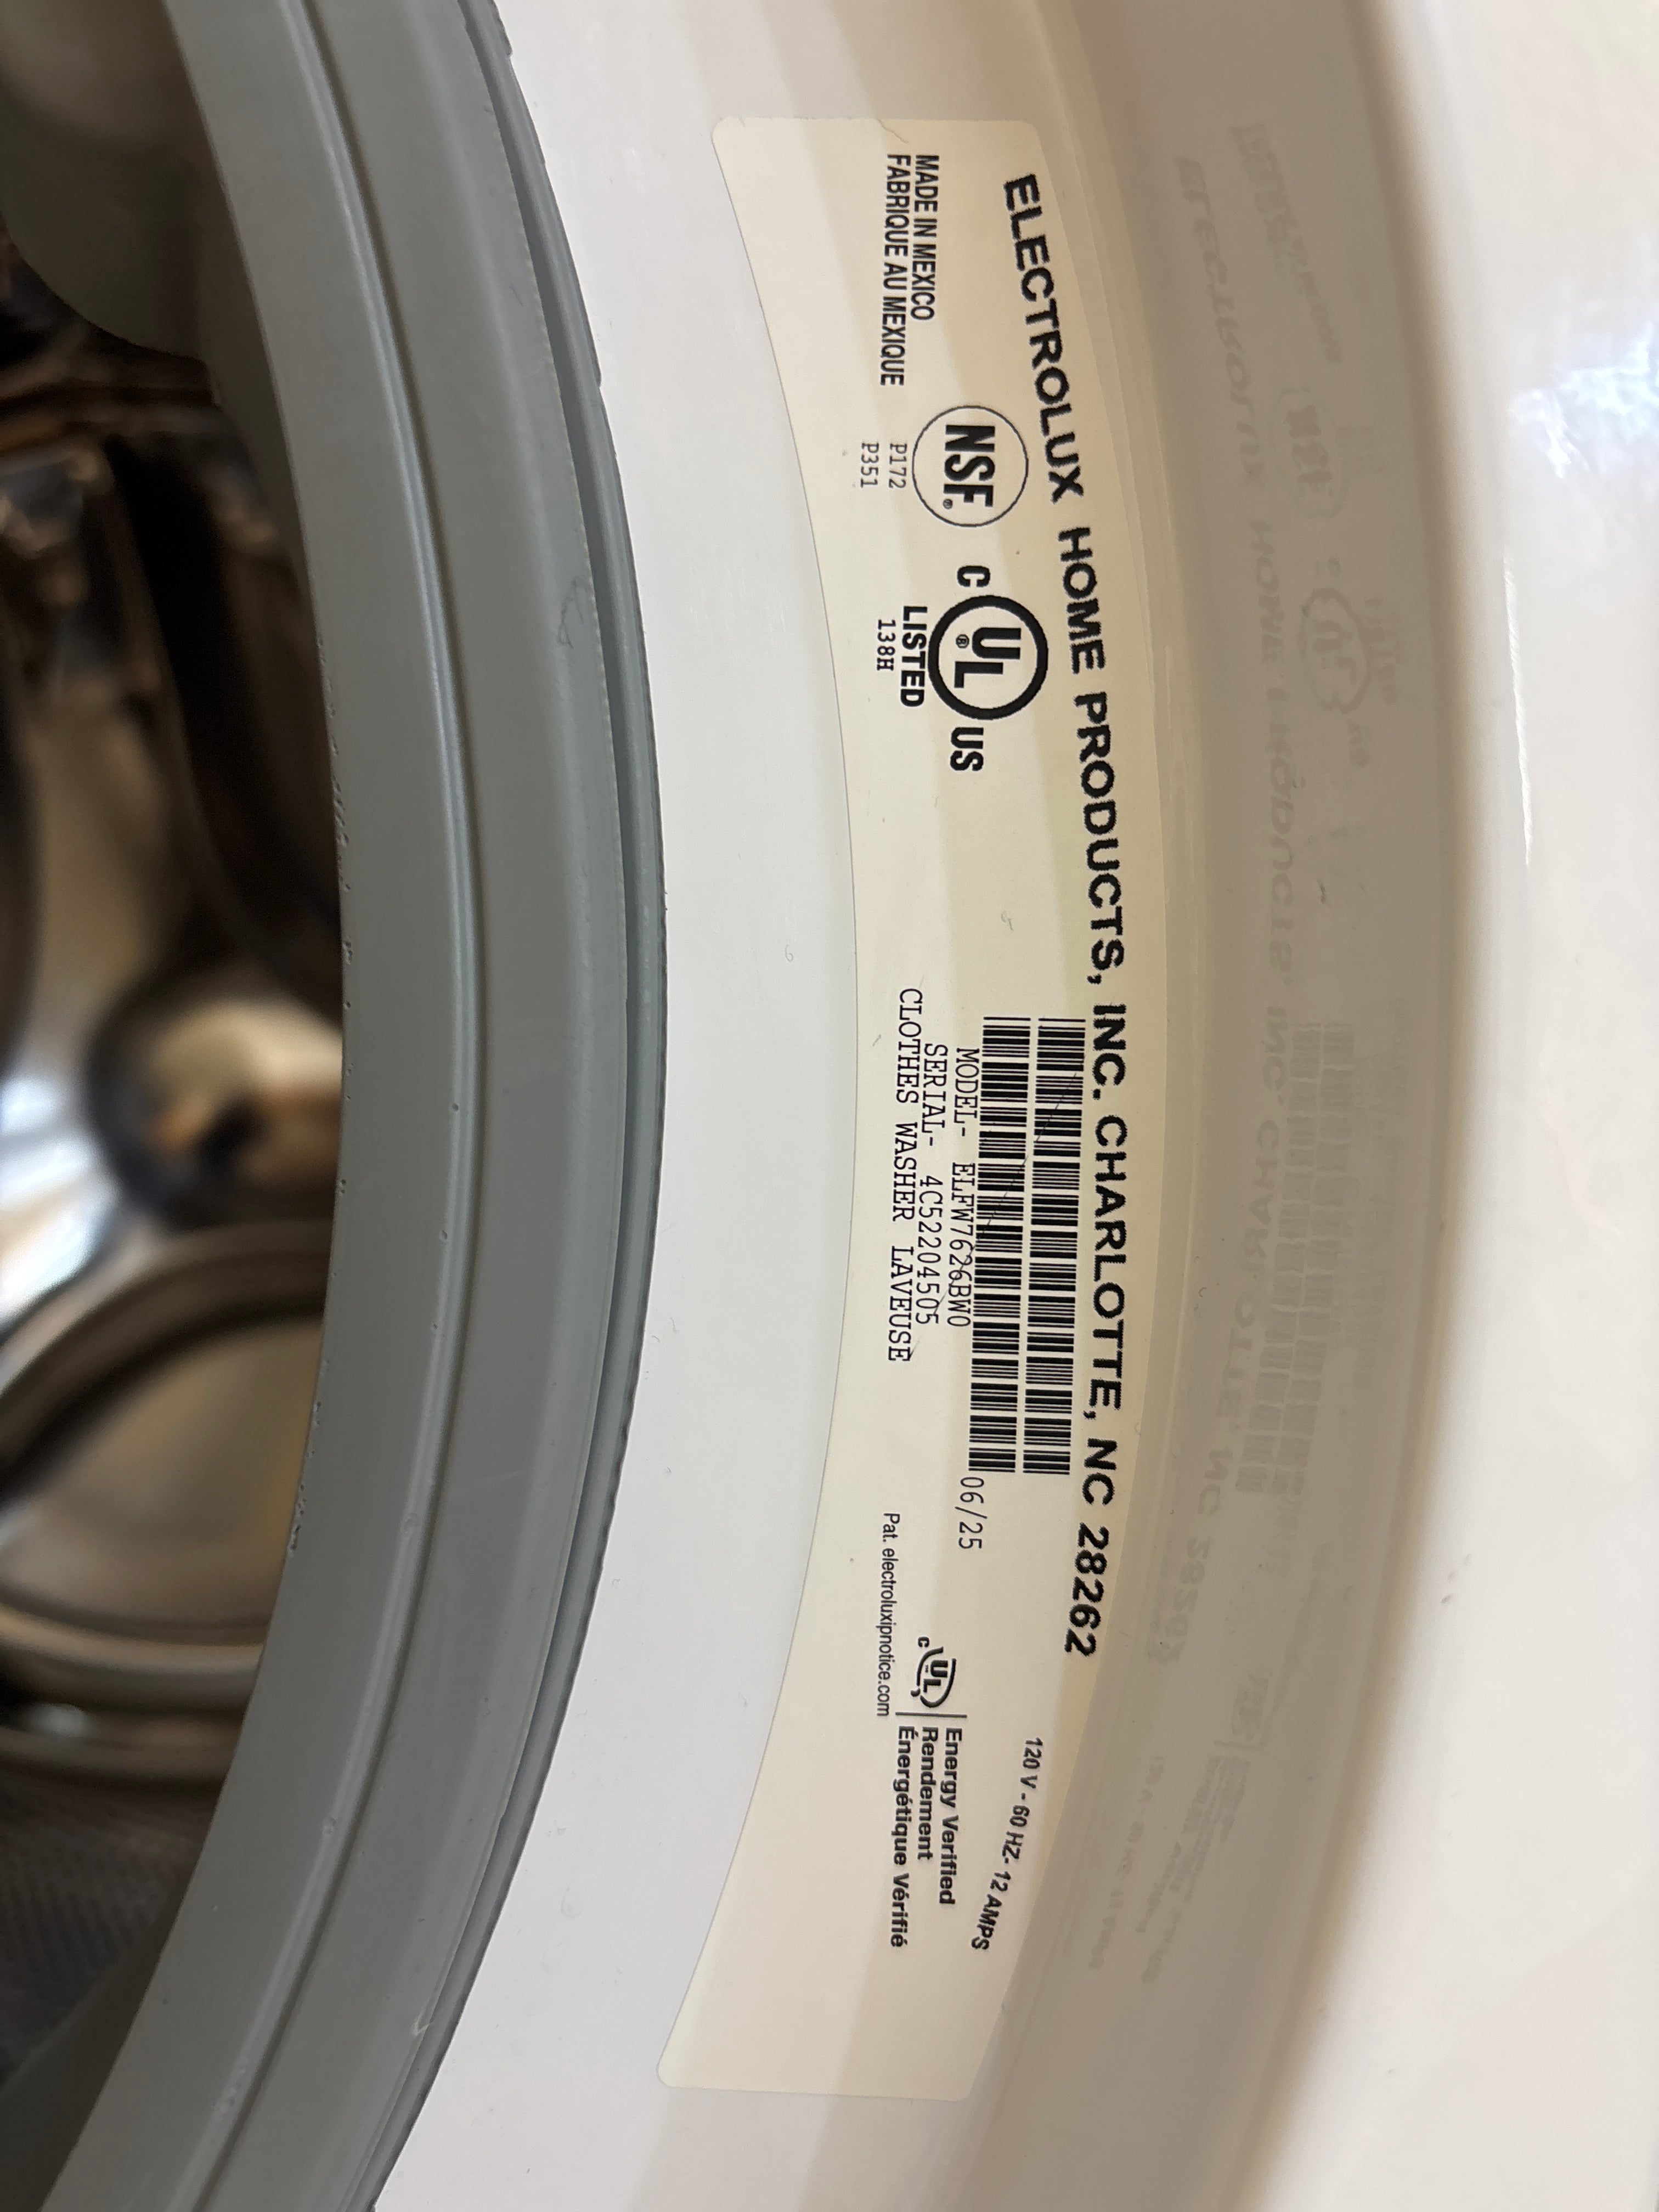 ELECTROLUX HOME PRODUCTS, INC. CHARLOTTE, NC 28262
MADE IN MEXICO
FABRIQUE AU MEXIQUE
NSF®
P172
P351
C UL® US
LISTED
138H
MODEL- ELFW7626BW0
SERIAL- 4C52204505
CLOTHES WASHER LAVEUSE
06/25
120 V - 60 HZ- 12 AMPS
c UL
Energy Verified
Rendement
Énergétique Vérifié
Pat. electroluxipnotice.com